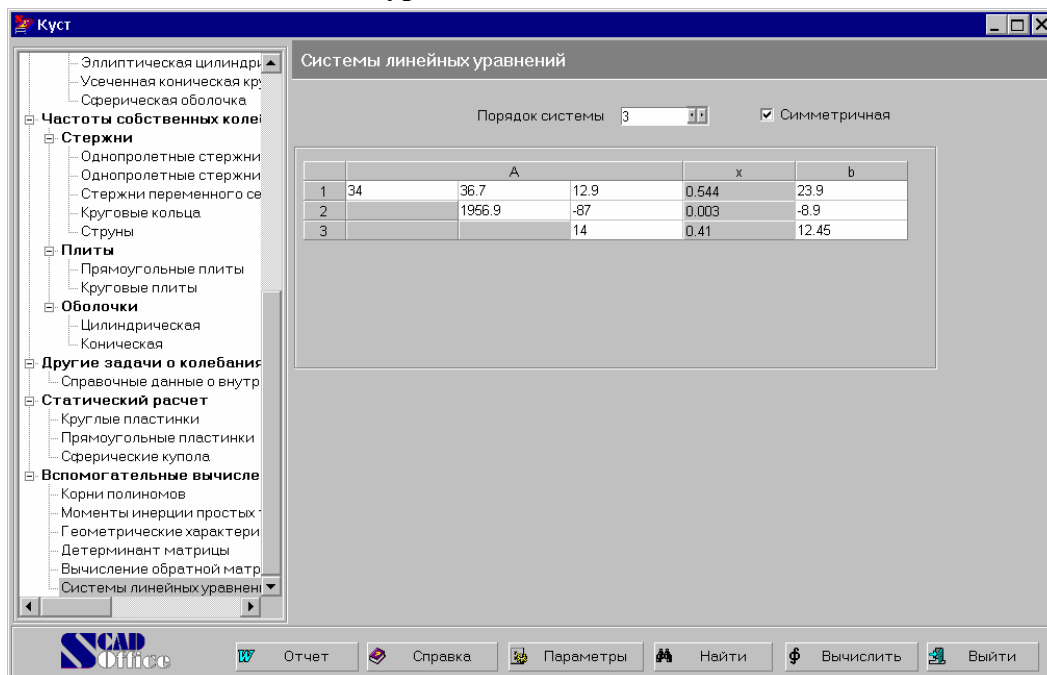 Куст
Эллиптическая цилиндри
Усеченная коническая кру
Сферическая оболочка
Частоты собственных колеб
Стержни
Однопролетные стержни
Однопролетные стержни
Стержни переменного се
Круговые кольца
Струны
Плиты
Прямоугольные плиты
Круговые плиты
Оболочки
Цилиндрическая
Коническая
Другие задачи о колебания
Справочные данные о внутр
Статический расчет
Круглые пластинки
Прямоугольные пластинки
Сферические купола
Вспомогательные вычисле
Корни полиномов
Моменты инерции простых
Геометрические характери
Детерминант матрицы
Вычисление обратной матр
Системы линейных уравнен
Системы линейных уравнений
Порядок системы 3 Симметричная
A x b
1 34 36.7 12.9 0.544 23.9
2 1956.9 -87 0.003 -8.9
3 14 0.41 12.45
SCAD
Office
Отчет Справка Параметры Найти Вычислить Выйти